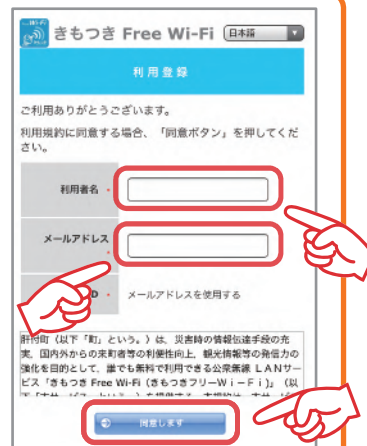 きもつき Free Wi-Fi
日本語
利用登録
ご利用ありがとうございます。
利用規約に同意する場合、「同意ボタン」を押してくだ
さい。
利用者名
メールアドレス
D
メールアドレスを使用する
肝付町（以下「町」という。）は、災害時の情報伝達手段の充
実、国内外からの来町者等の利便性向上、観光情報等の発信力の
強化を目的として、誰でも無料で利用できる公衆無線 LANサー
ビス「きもつき Free Wi-Fi (きもつきフリーＷｉ－Ｆｉ)」（以
同意します